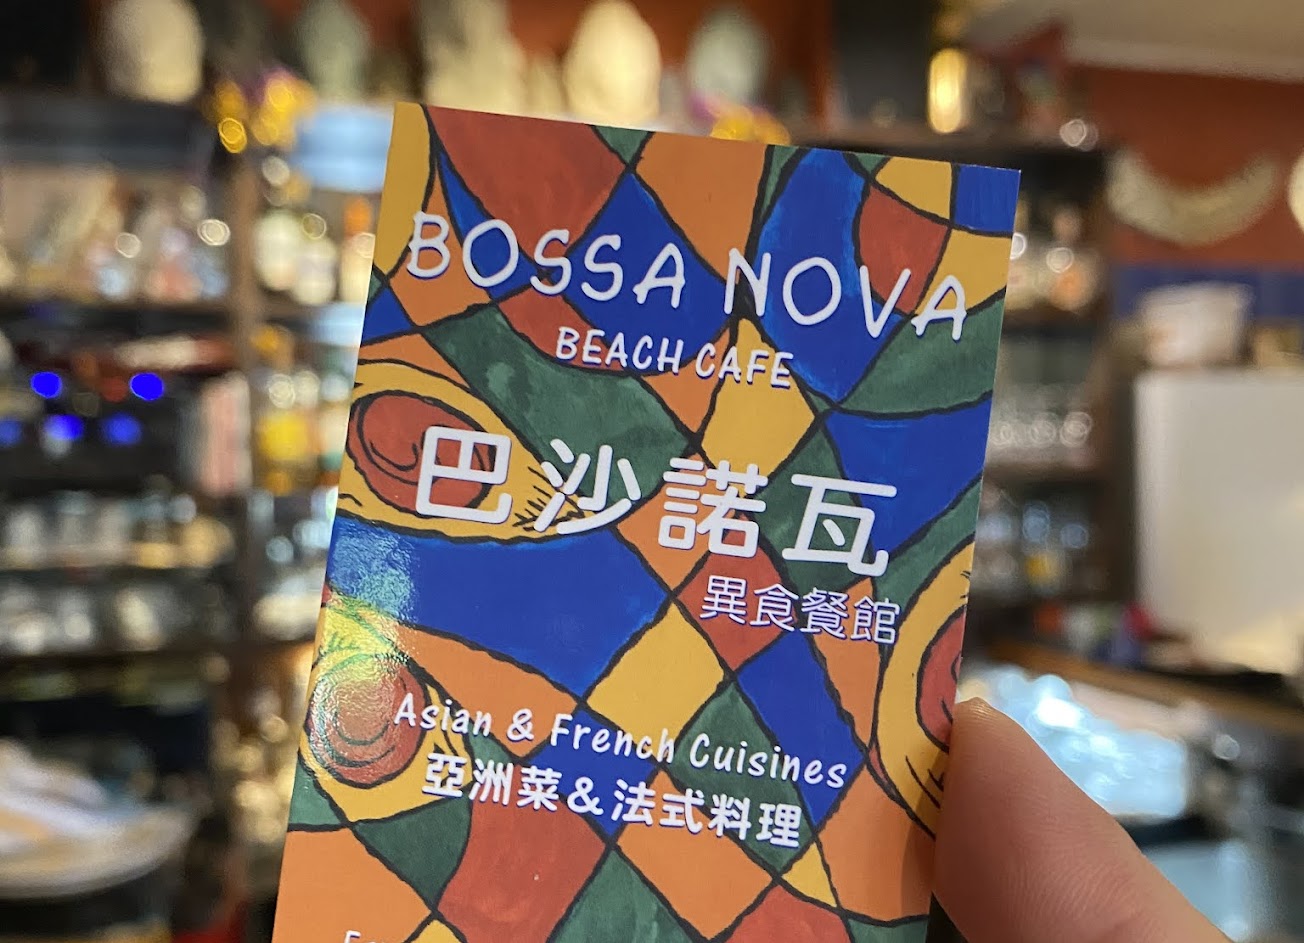 BOSSA NOVA
BEACH CAFE
巴沙諾瓦
異食餐館
Asian & French Cuisines
亞洲菜&法式料理